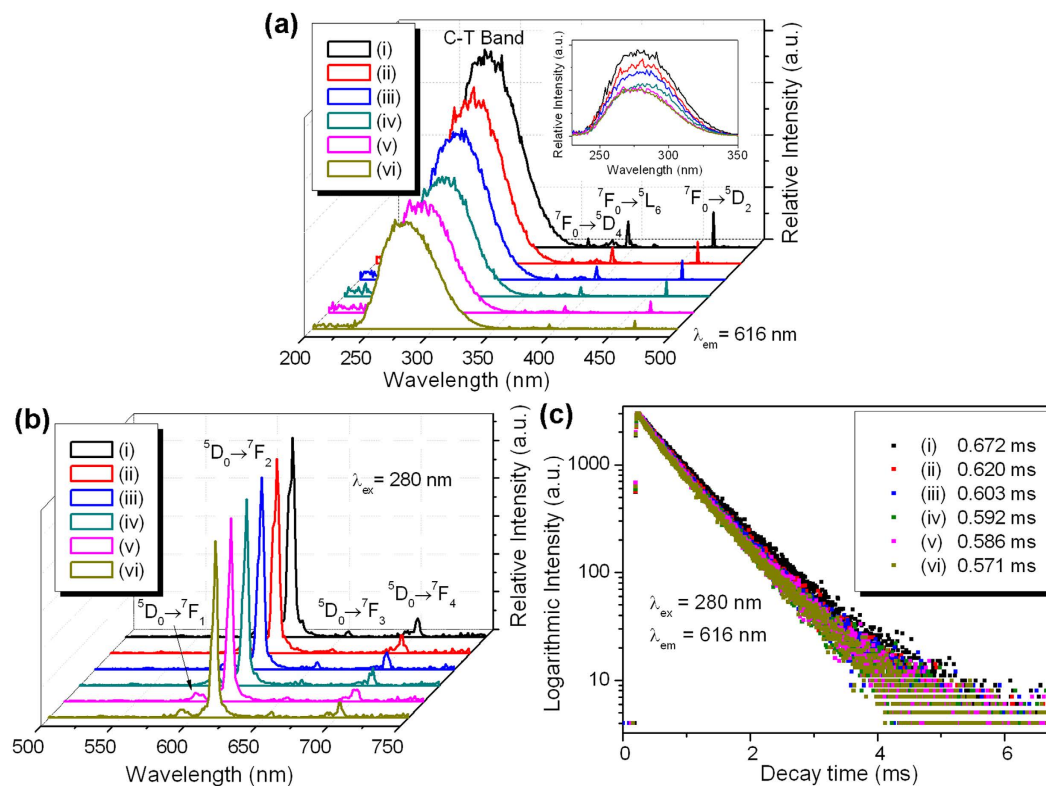 (a)
(i)
(ii)
(iii)
(iv)
(v)
(vi)
C-T Band
Relative Intensity (a.u.)
250 300 350
Wavelength (nm)
⁷F₀→⁵D₄
⁷F₀→⁵L₆
⁷F₀→⁵D₂
Relative Intensity (a.u.)
λem = 616 nm
200 250 300 350 400 450 500
Wavelength (nm)
(b)
(i)
(ii)
(iii)
(iv)
(v)
(vi)
⁵D₀→⁷F₂
λex = 280 nm
⁵D₀→⁷F₁
⁵D₀→⁷F₃
⁵D₀→⁷F₄
Relative Intensity (a.u.)
500 550 600 650 700 750
Wavelength (nm)
(c)
Logarithmic Intensity (a.u.)
1000
100
10
(i) 0.672 ms
(ii) 0.620 ms
(iii) 0.603 ms
(iv) 0.592 ms
(v) 0.586 ms
(vi) 0.571 ms
λex = 280 nm
λem = 616 nm
0 2 4 6
Decay time (ms)